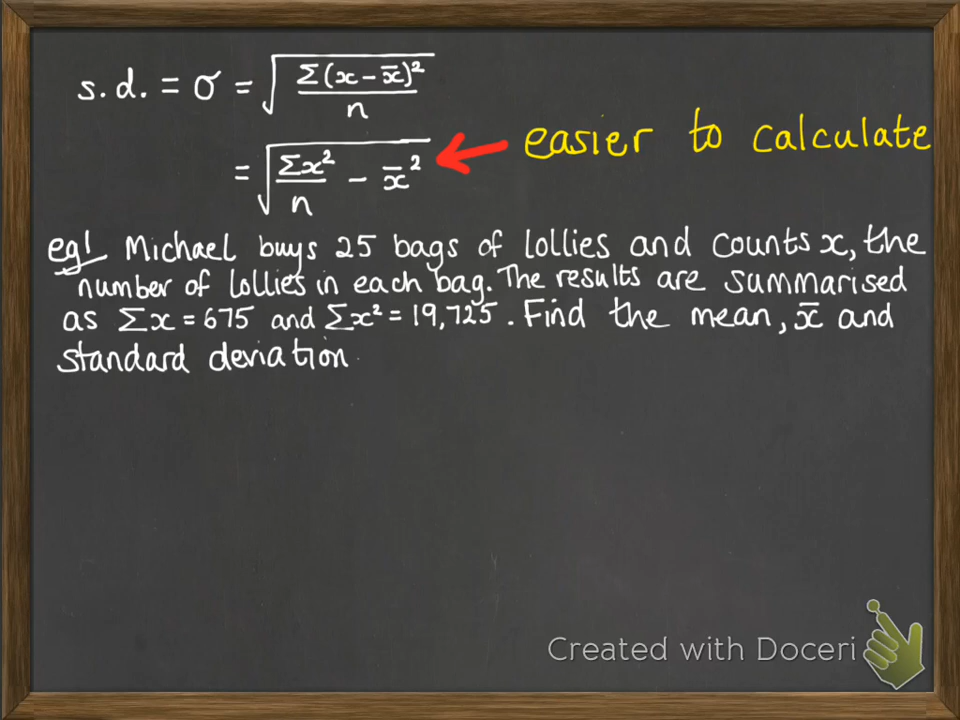 s.d. = σ = √(Σ(x − x̄)² / n)
= √(Σx² / n − x̄²) easier to calculate
eg1 Michael buys 25 bags of lollies and counts x, the
number of lollies in each bag. The results are summarised
as Σx = 675 and Σx² = 19,725. Find the mean, x̄ and
standard deviation
Created with Doceri